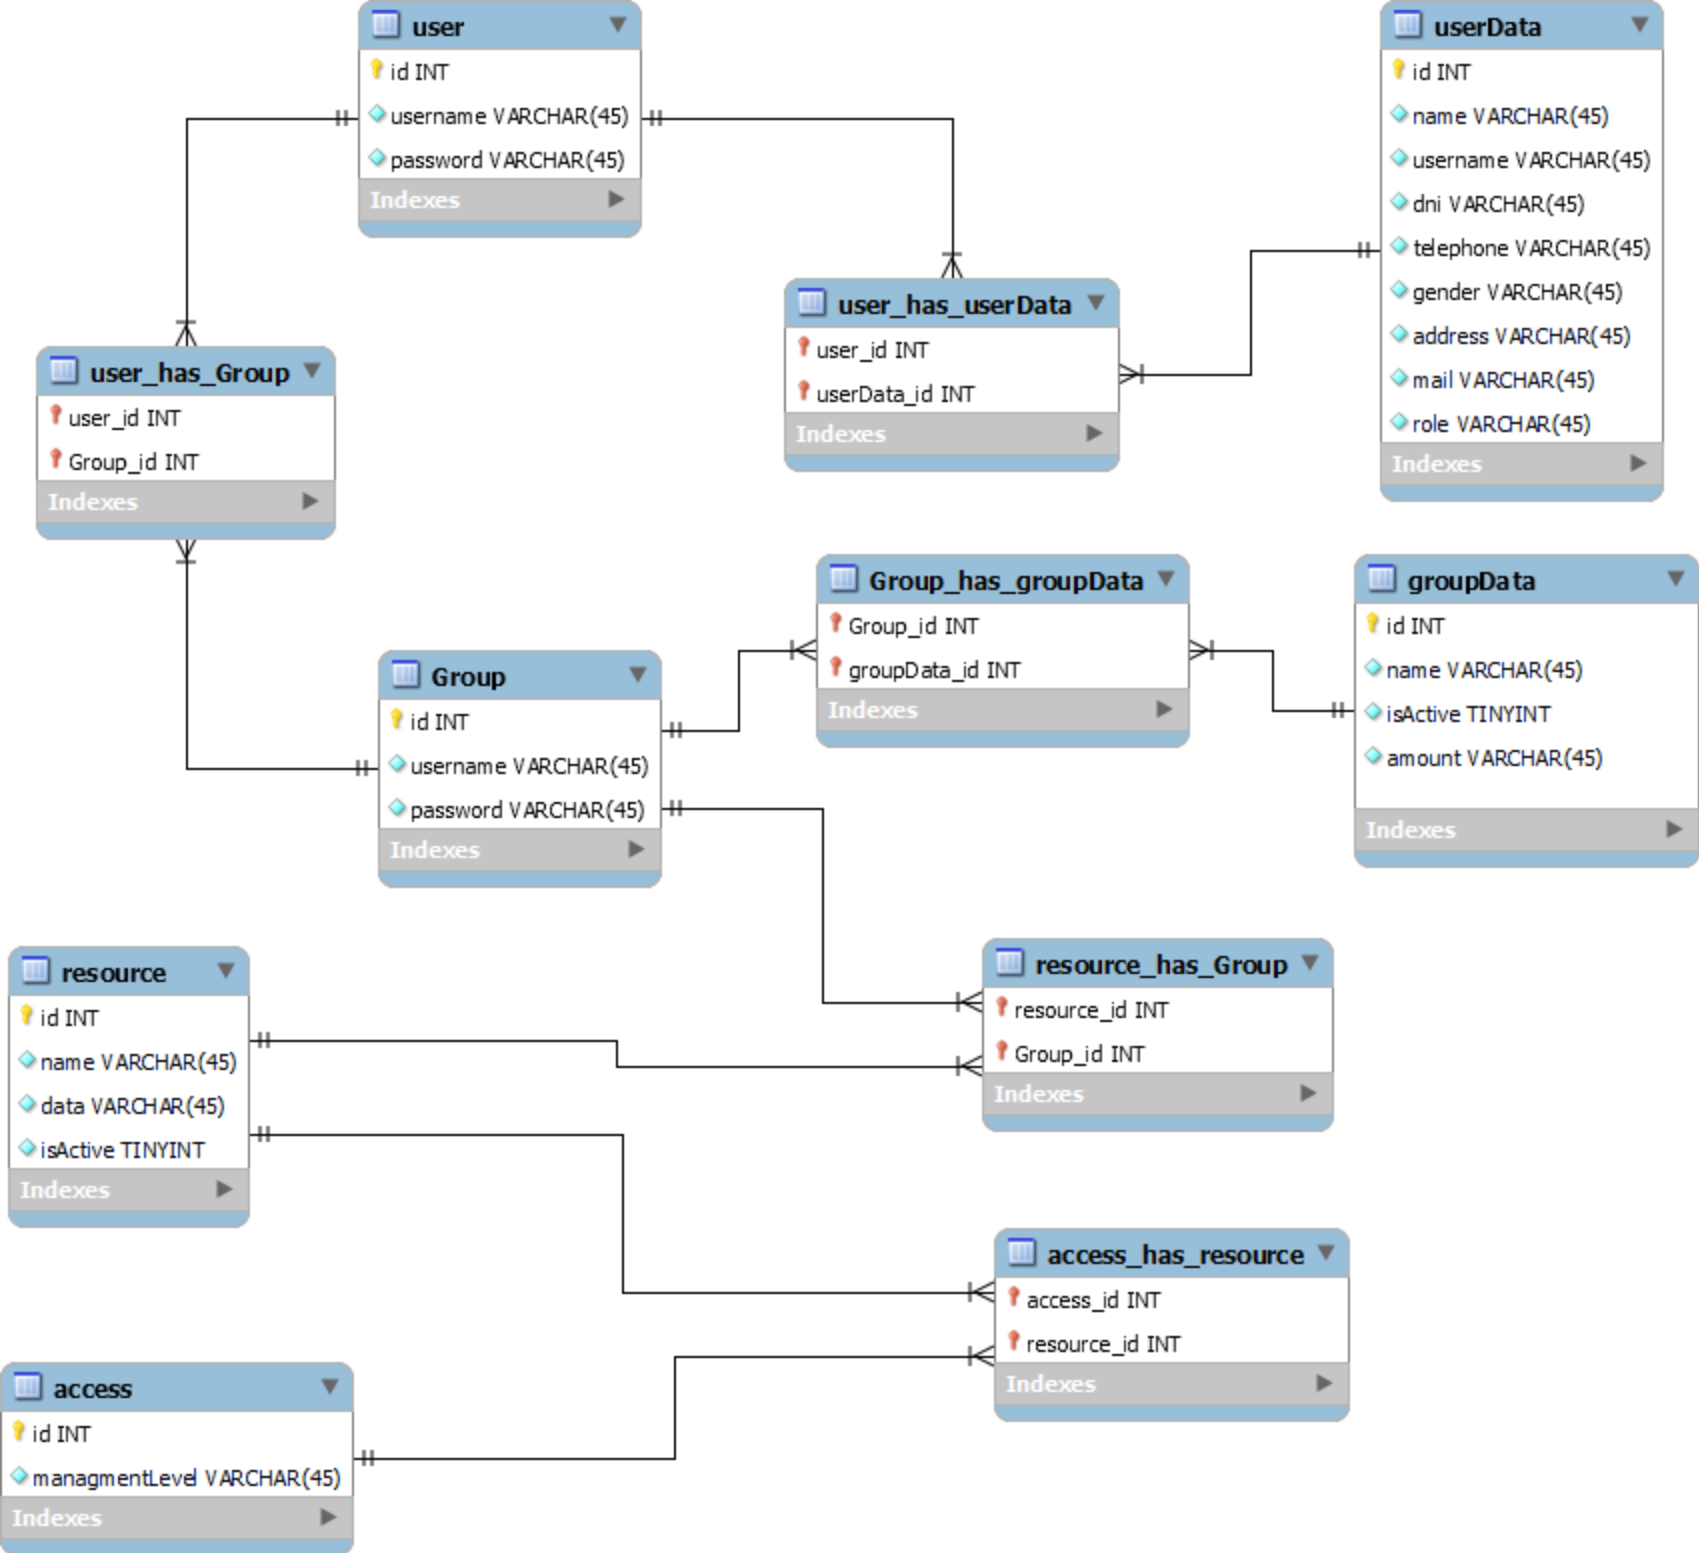 user
id INT
username VARCHAR(45)
password VARCHAR(45)
Indexes
userData
id INT
name VARCHAR(45)
username VARCHAR(45)
dni VARCHAR(45)
telephone VARCHAR(45)
gender VARCHAR(45)
address VARCHAR(45)
mail VARCHAR(45)
role VARCHAR(45)
Indexes
user_has_userData
user_id INT
userData_id INT
Indexes
user_has_Group
user_id INT
Group_id INT
Indexes
Group_has_groupData
Group_id INT
groupData_id INT
Indexes
groupData
id INT
name VARCHAR(45)
isActive TINYINT
amount VARCHAR(45)
Indexes
Group
id INT
username VARCHAR(45)
password VARCHAR(45)
Indexes
resource
id INT
name VARCHAR(45)
data VARCHAR(45)
isActive TINYINT
Indexes
resource_has_Group
resource_id INT
Group_id INT
Indexes
access_has_resource
access_id INT
resource_id INT
Indexes
access
id INT
managmentLevel VARCHAR(45)
Indexes